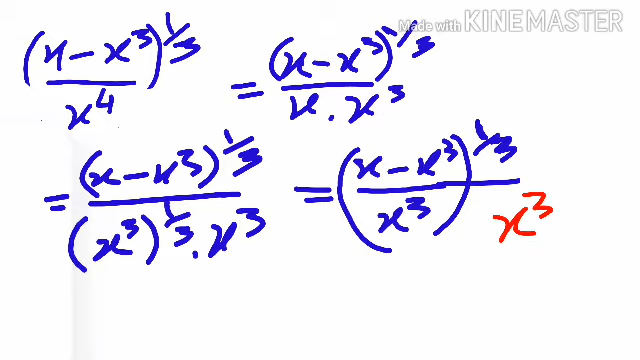 Made with KINEMASTER
(x - x³)^1/3 / x⁴ = (x - x³)^1/3 / x . x³
= (x - x³)^1/3 / (x³)^1/3 . x³ = ((x - x³) / x³)^1/3 / x³